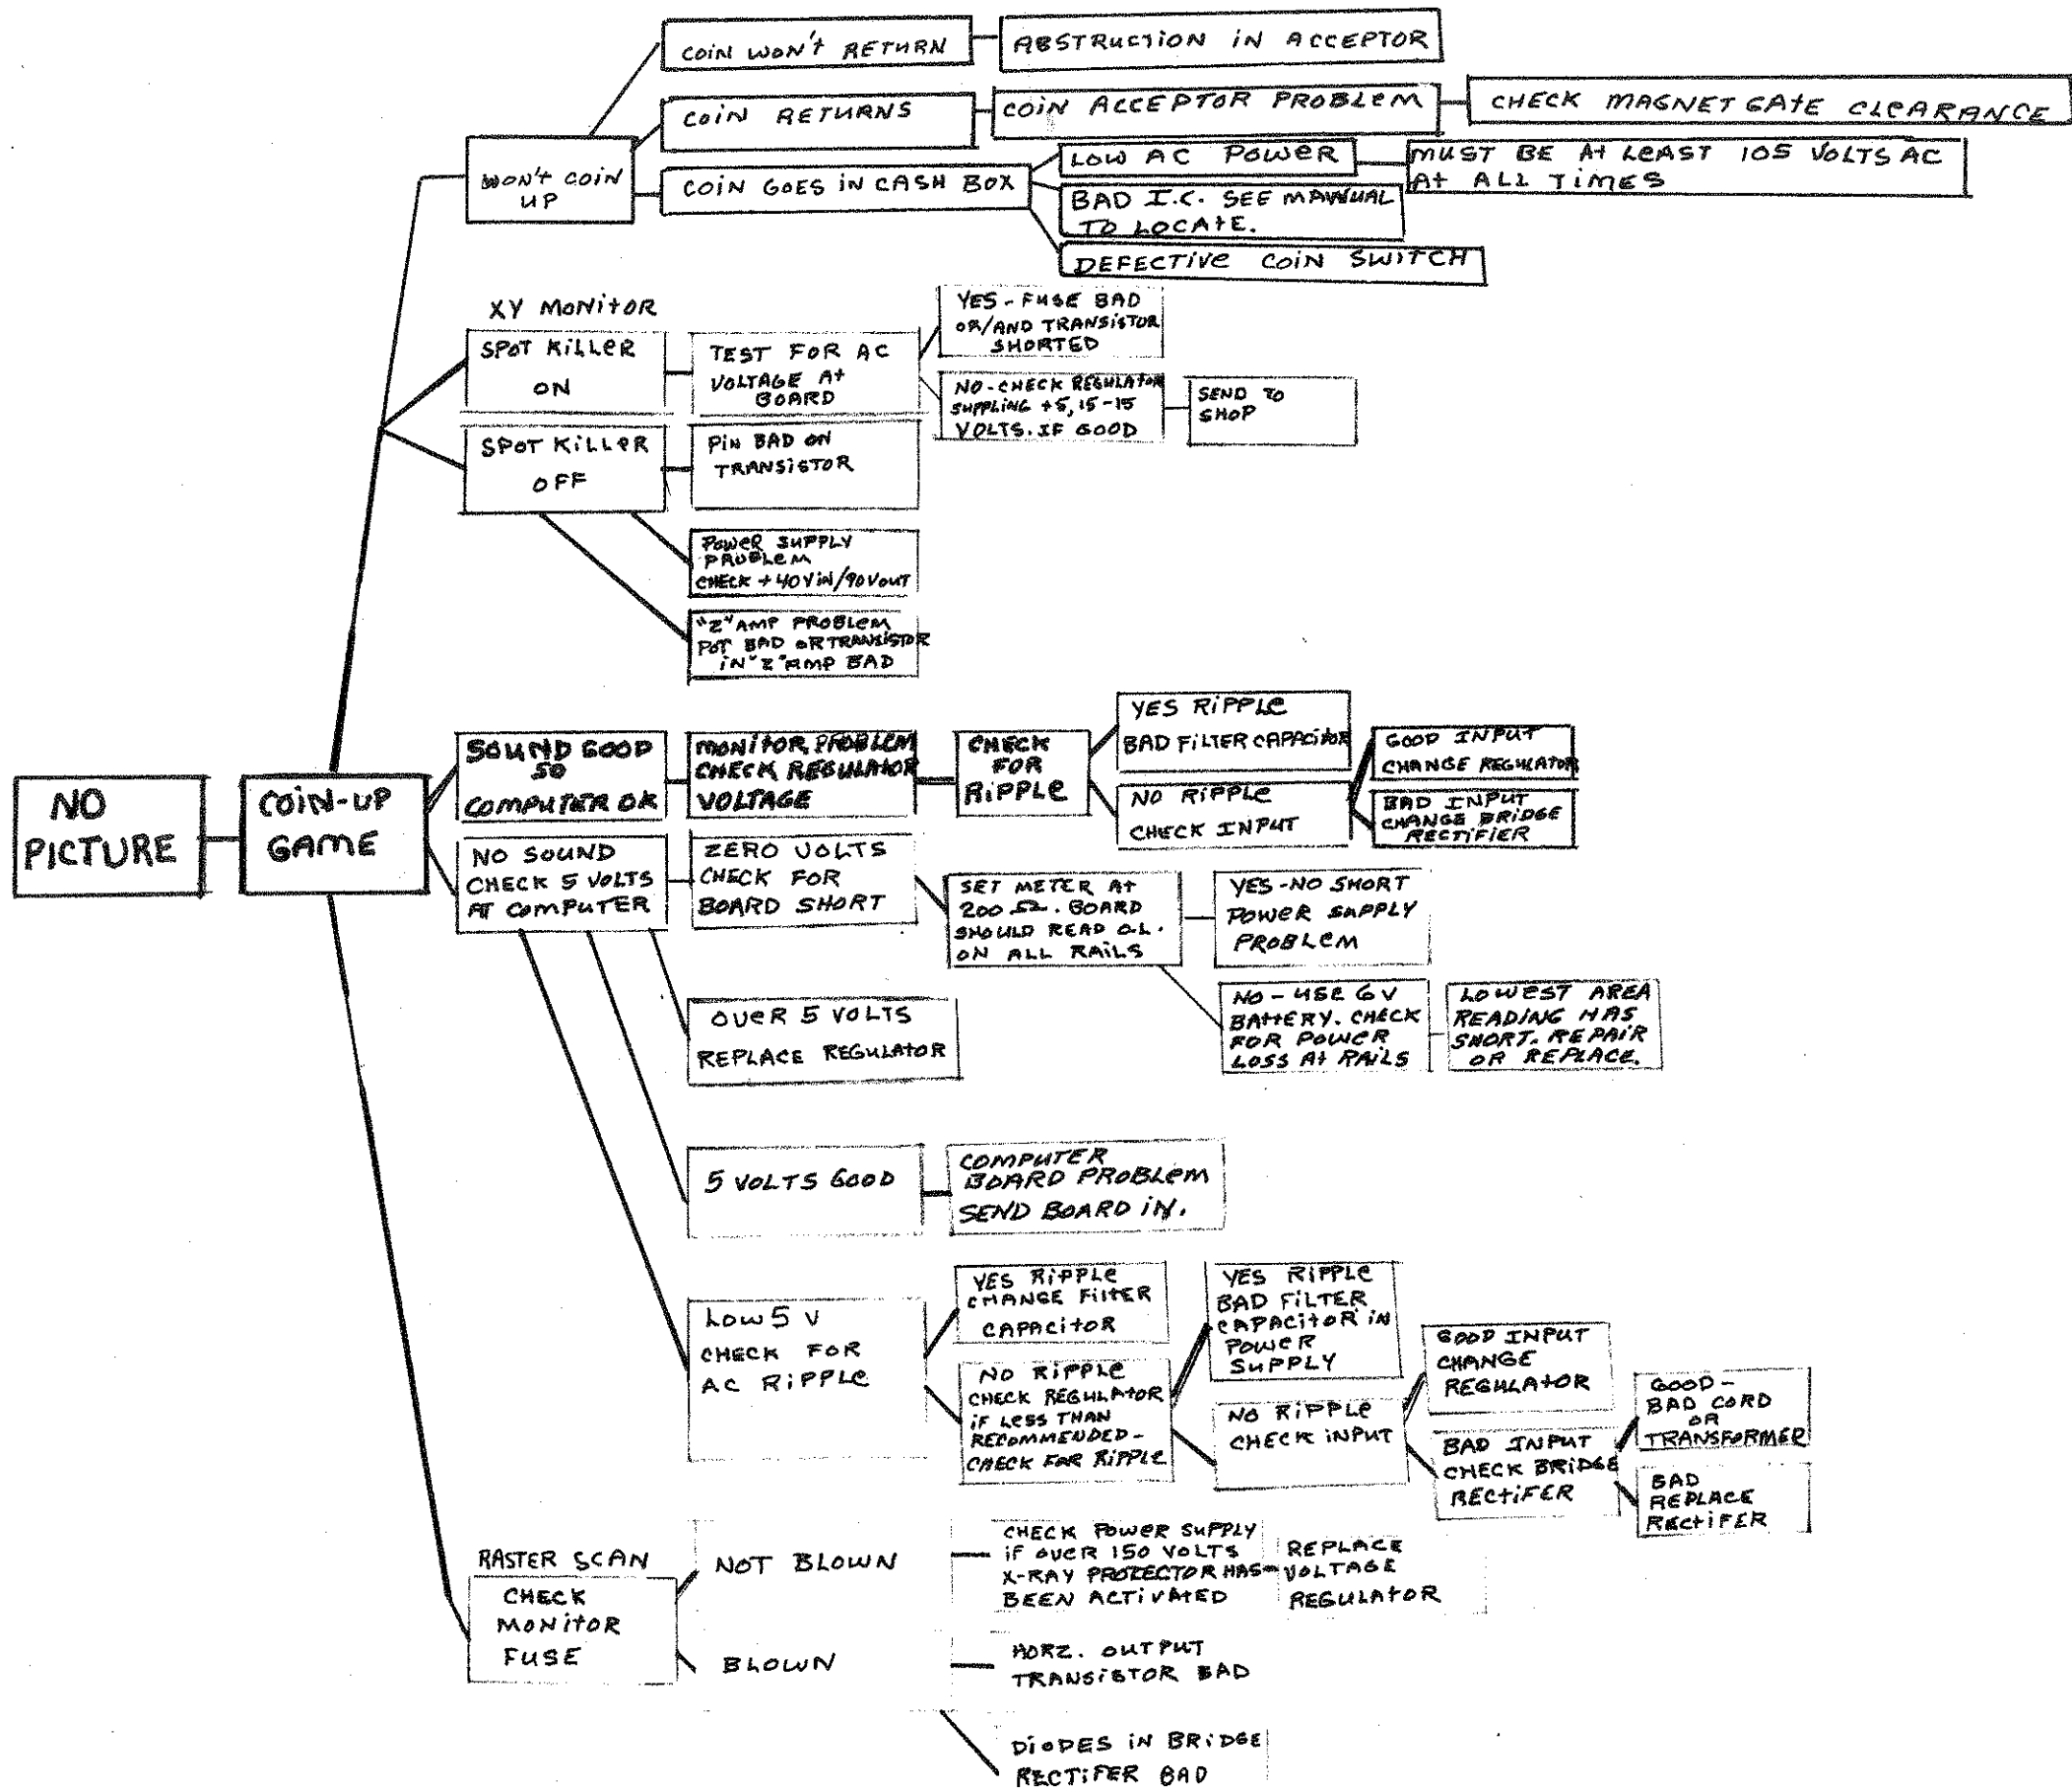 COIN WON'T RETURN
ABSTRUCTION IN ACCEPTOR
WON'T COIN
UP
COIN RETURNS
COIN ACCEPTOR PROBLEM
CHECK MAGNET GATE CLEARANCE
COIN GOES IN CASH BOX
LOW AC POWER
MUST BE AT LEAST 105 VOLTS AC
AT ALL TIMES
BAD I.C. SEE MANUAL
TO LOCATE.
DEFECTIVE COIN SWITCH
XY MONITOR
SPOT KILLER
ON
TEST FOR AC
VOLTAGE AT
BOARD
YES - FUSE BAD
OR/AND TRANSISTOR
SHORTED
NO - CHECK REGULATOR
SUPPLING +5, 15 -15
VOLTS. IF GOOD
SEND TO
SHOP
SPOT KILLER
OFF
PIN BAD ON
TRANSISTOR
POWER SUPPLY
PROBLEM
CHECK +40 V IN/90 V OUT
"Z" AMP PROBLEM
POT BAD OR TRANSISTOR
IN "Z" AMP BAD
NO
PICTURE
COIN-UP
GAME
SOUND GOOD
SO
COMPUTER OK
MONITOR PROBLEM
CHECK REGULATOR
VOLTAGE
CHECK
FOR
RIPPLE
YES RIPPLE
BAD FILTER CAPACITOR
NO RIPPLE
CHECK INPUT
GOOD INPUT
CHANGE REGULATOR
BAD INPUT
CHANGE BRIDGE
RECTIFIER
NO SOUND
CHECK 5 VOLTS
AT COMPUTER
ZERO VOLTS
CHECK FOR
BOARD SHORT
SET METER AT
200 Ω. BOARD
SHOULD READ O.L.
ON ALL RAILS
YES - NO SHORT
POWER SUPPLY
PROBLEM
NO - USE 6 V
BATTERY. CHECK
FOR POWER
LOSS AT RAILS
LOWEST AREA
READING HAS
SHORT. REPAIR
OR REPLACE.
OVER 5 VOLTS
REPLACE REGULATOR
5 VOLTS GOOD
COMPUTER
BOARD PROBLEM
SEND BOARD IN.
LOW 5 V
CHECK FOR
AC RIPPLE
YES RIPPLE
CHANGE FILTER
CAPACITOR
NO RIPPLE
CHECK REGULATOR
IF LESS THAN
RECOMMENDED -
CHECK FOR RIPPLE
YES RIPPLE
BAD FILTER
CAPACITOR IN
POWER
SUPPLY
NO RIPPLE
CHECK INPUT
GOOD INPUT
CHANGE
REGULATOR
BAD INPUT
CHECK BRIDGE
RECTIFER
GOOD -
BAD CORD
OR
TRANSFORMER
BAD
REPLACE
RECTIFER
RASTER SCAN
CHECK
MONITOR
FUSE
NOT BLOWN
CHECK POWER SUPPLY
IF OVER 150 VOLTS
X-RAY PROTECTOR HAS
BEEN ACTIVATED
REPLACE
VOLTAGE
REGULATOR
BLOWN
HORZ. OUTPUT
TRANSISTOR BAD
DIODES IN BRIDGE
RECTIFER BAD